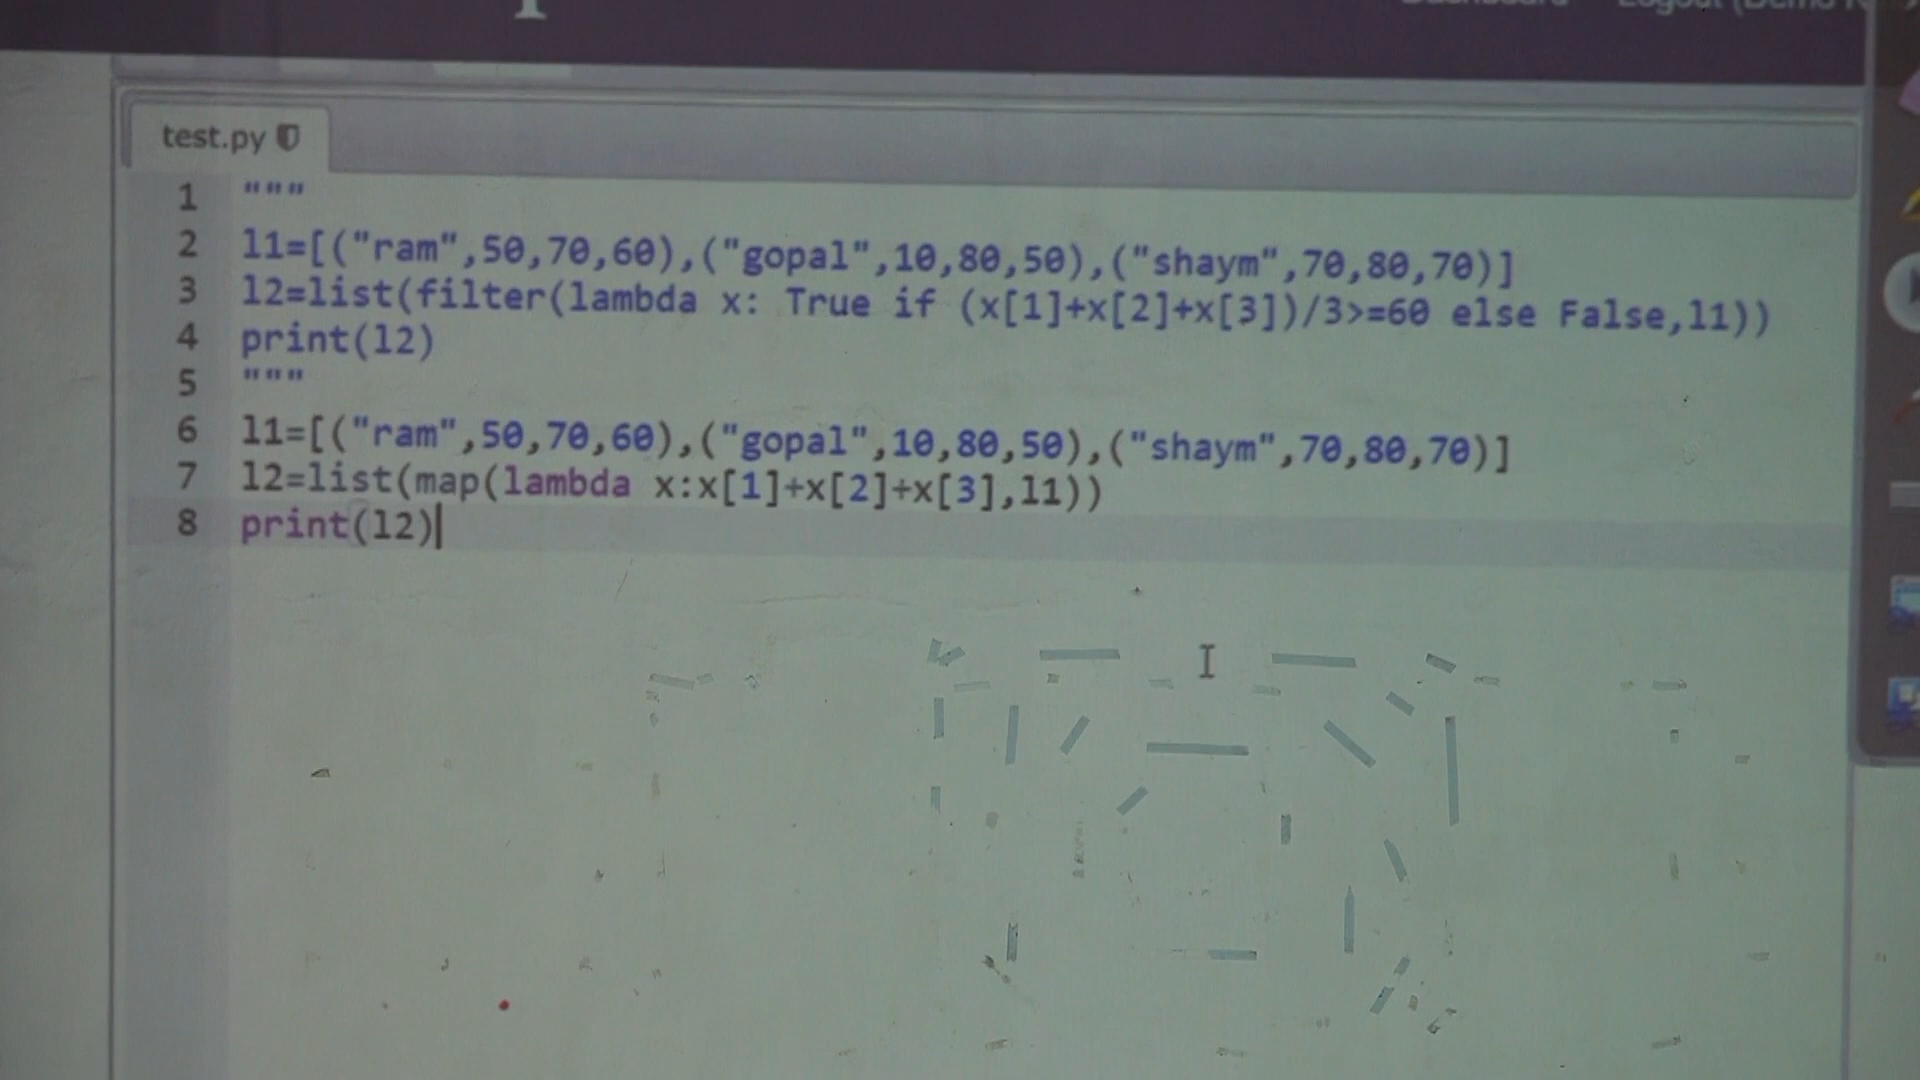 test.py
1 """
2 l1=[("ram",50,70,60),("gopal",10,80,50),("shaym",70,80,70)]
3 l2=list(filter(lambda x: True if (x[1]+x[2]+x[3])/3>=60 else False,l1))
4 print(l2)
5 """
6 l1=[("ram",50,70,60),("gopal",10,80,50),("shaym",70,80,70)]
7 l2=list(map(lambda x:x[1]+x[2]+x[3],l1))
8 print(l2)